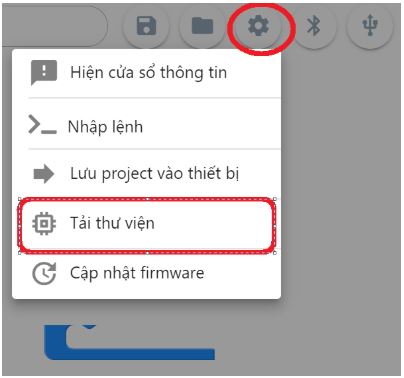 Hiện cửa sổ thông tin
Nhập lệnh
Lưu project vào thiết bị
Tải thư viện
Cập nhật firmware